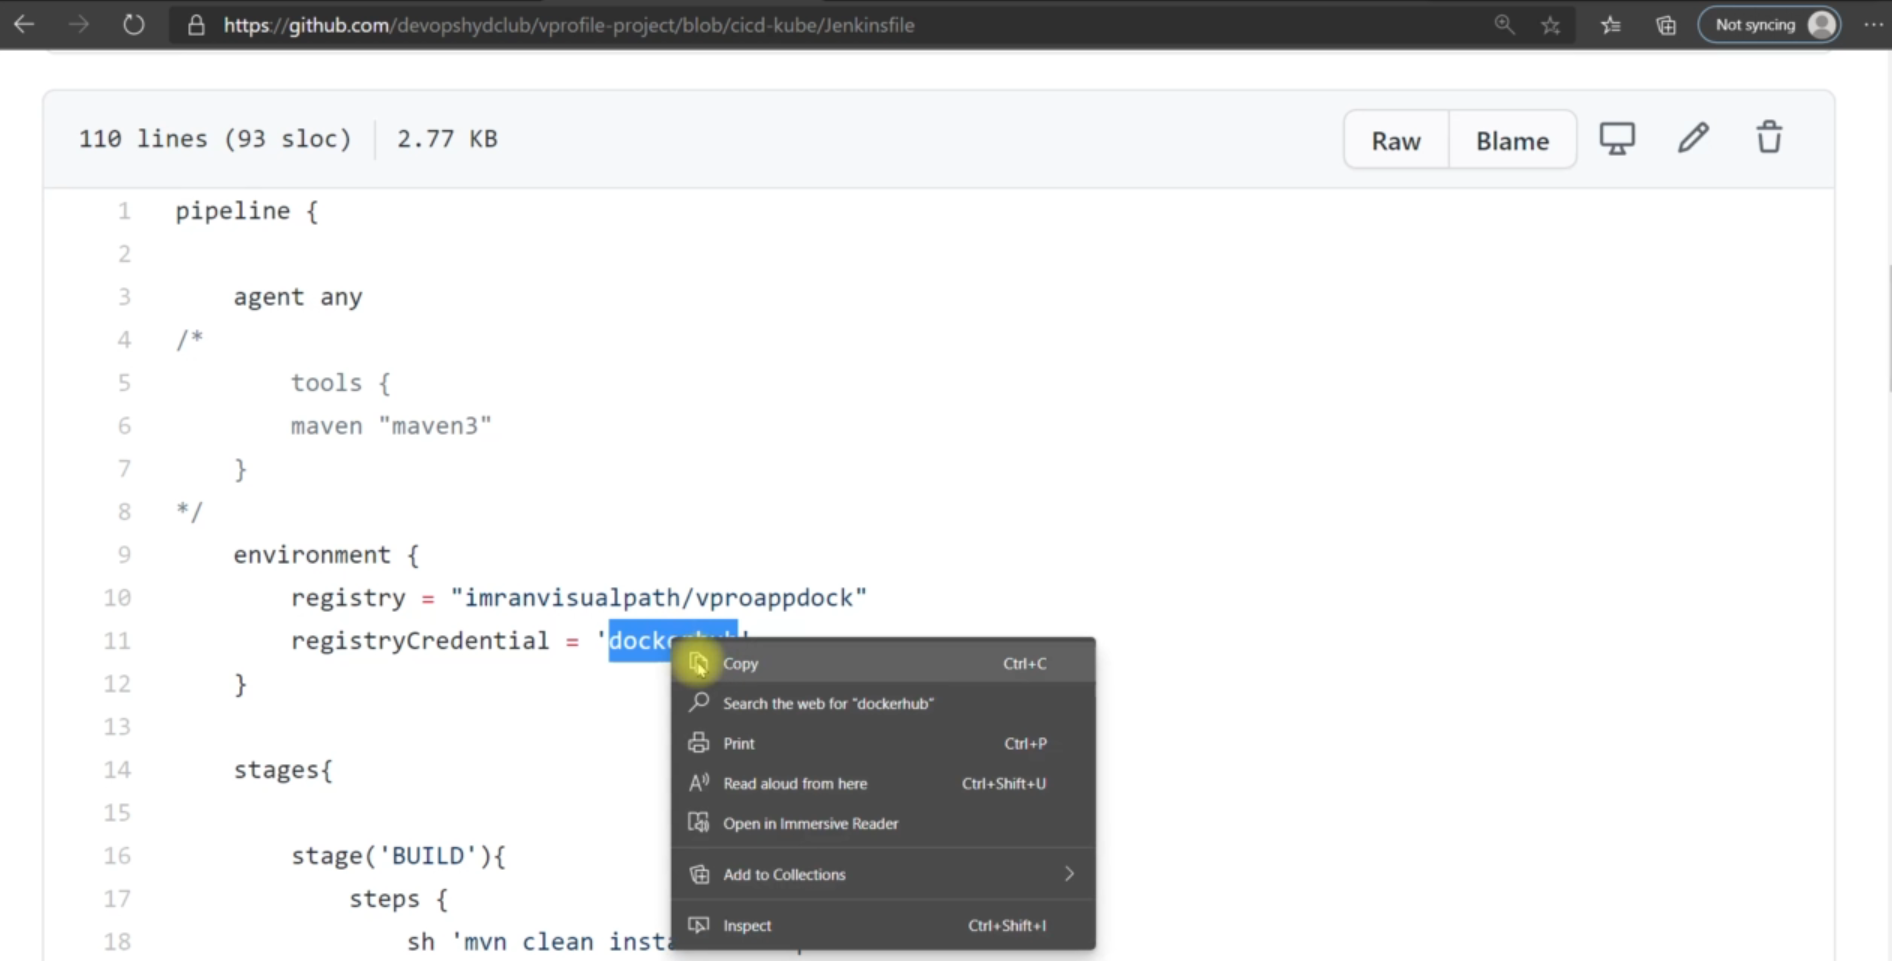 https://github.com/devopshydclub/vprofile-project/blob/cicd-kube/Jenkinsfile
Not syncing
110 lines (93 sloc) 2.77 KB
Raw
Blame
1 pipeline {
2
3 agent any
4 /*
5 tools {
6 maven "maven3"
7 }
8 */
9 environment {
10 registry = "imranvisualpath/vproappdock"
11 registryCredential = 'dockerhub'
12 }
13
14 stages{
15
16 stage('BUILD'){
17 steps {
18 sh 'mvn clean insta
Copy Ctrl+C
Search the web for "dockerhub"
Print Ctrl+P
Read aloud from here Ctrl+Shift+U
Open in Immersive Reader
Add to Collections
Inspect Ctrl+Shift+I